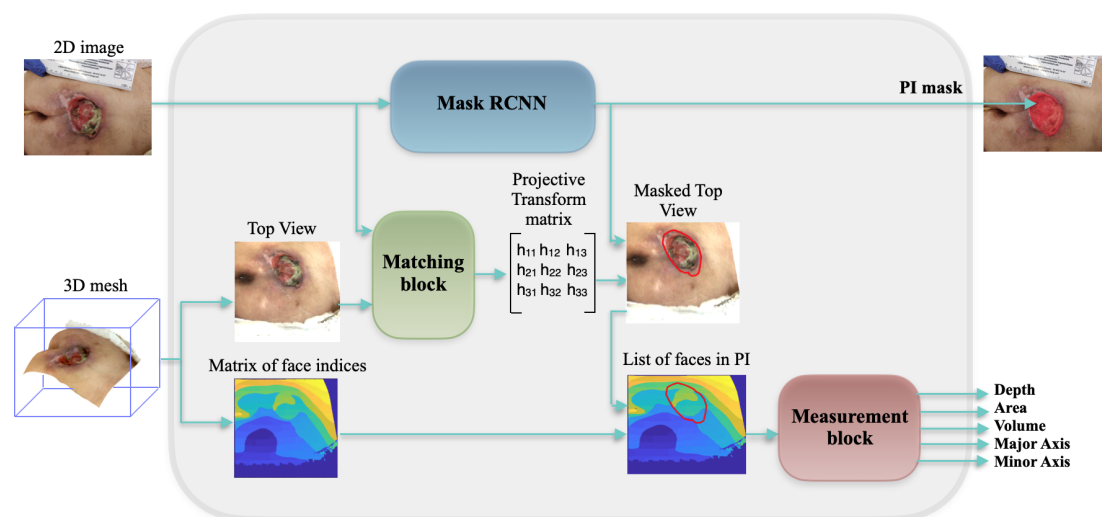 2D image
Mask RCNN
PI mask
Projective
Transform
matrix
Masked Top
View
Top View
Matching
block
h11 h12 h13
h21 h22 h23
h31 h32 h33
3D mesh
Matrix of face indices
List of faces in PI
Measurement
block
Depth
Area
Volume
Major Axis
Minor Axis